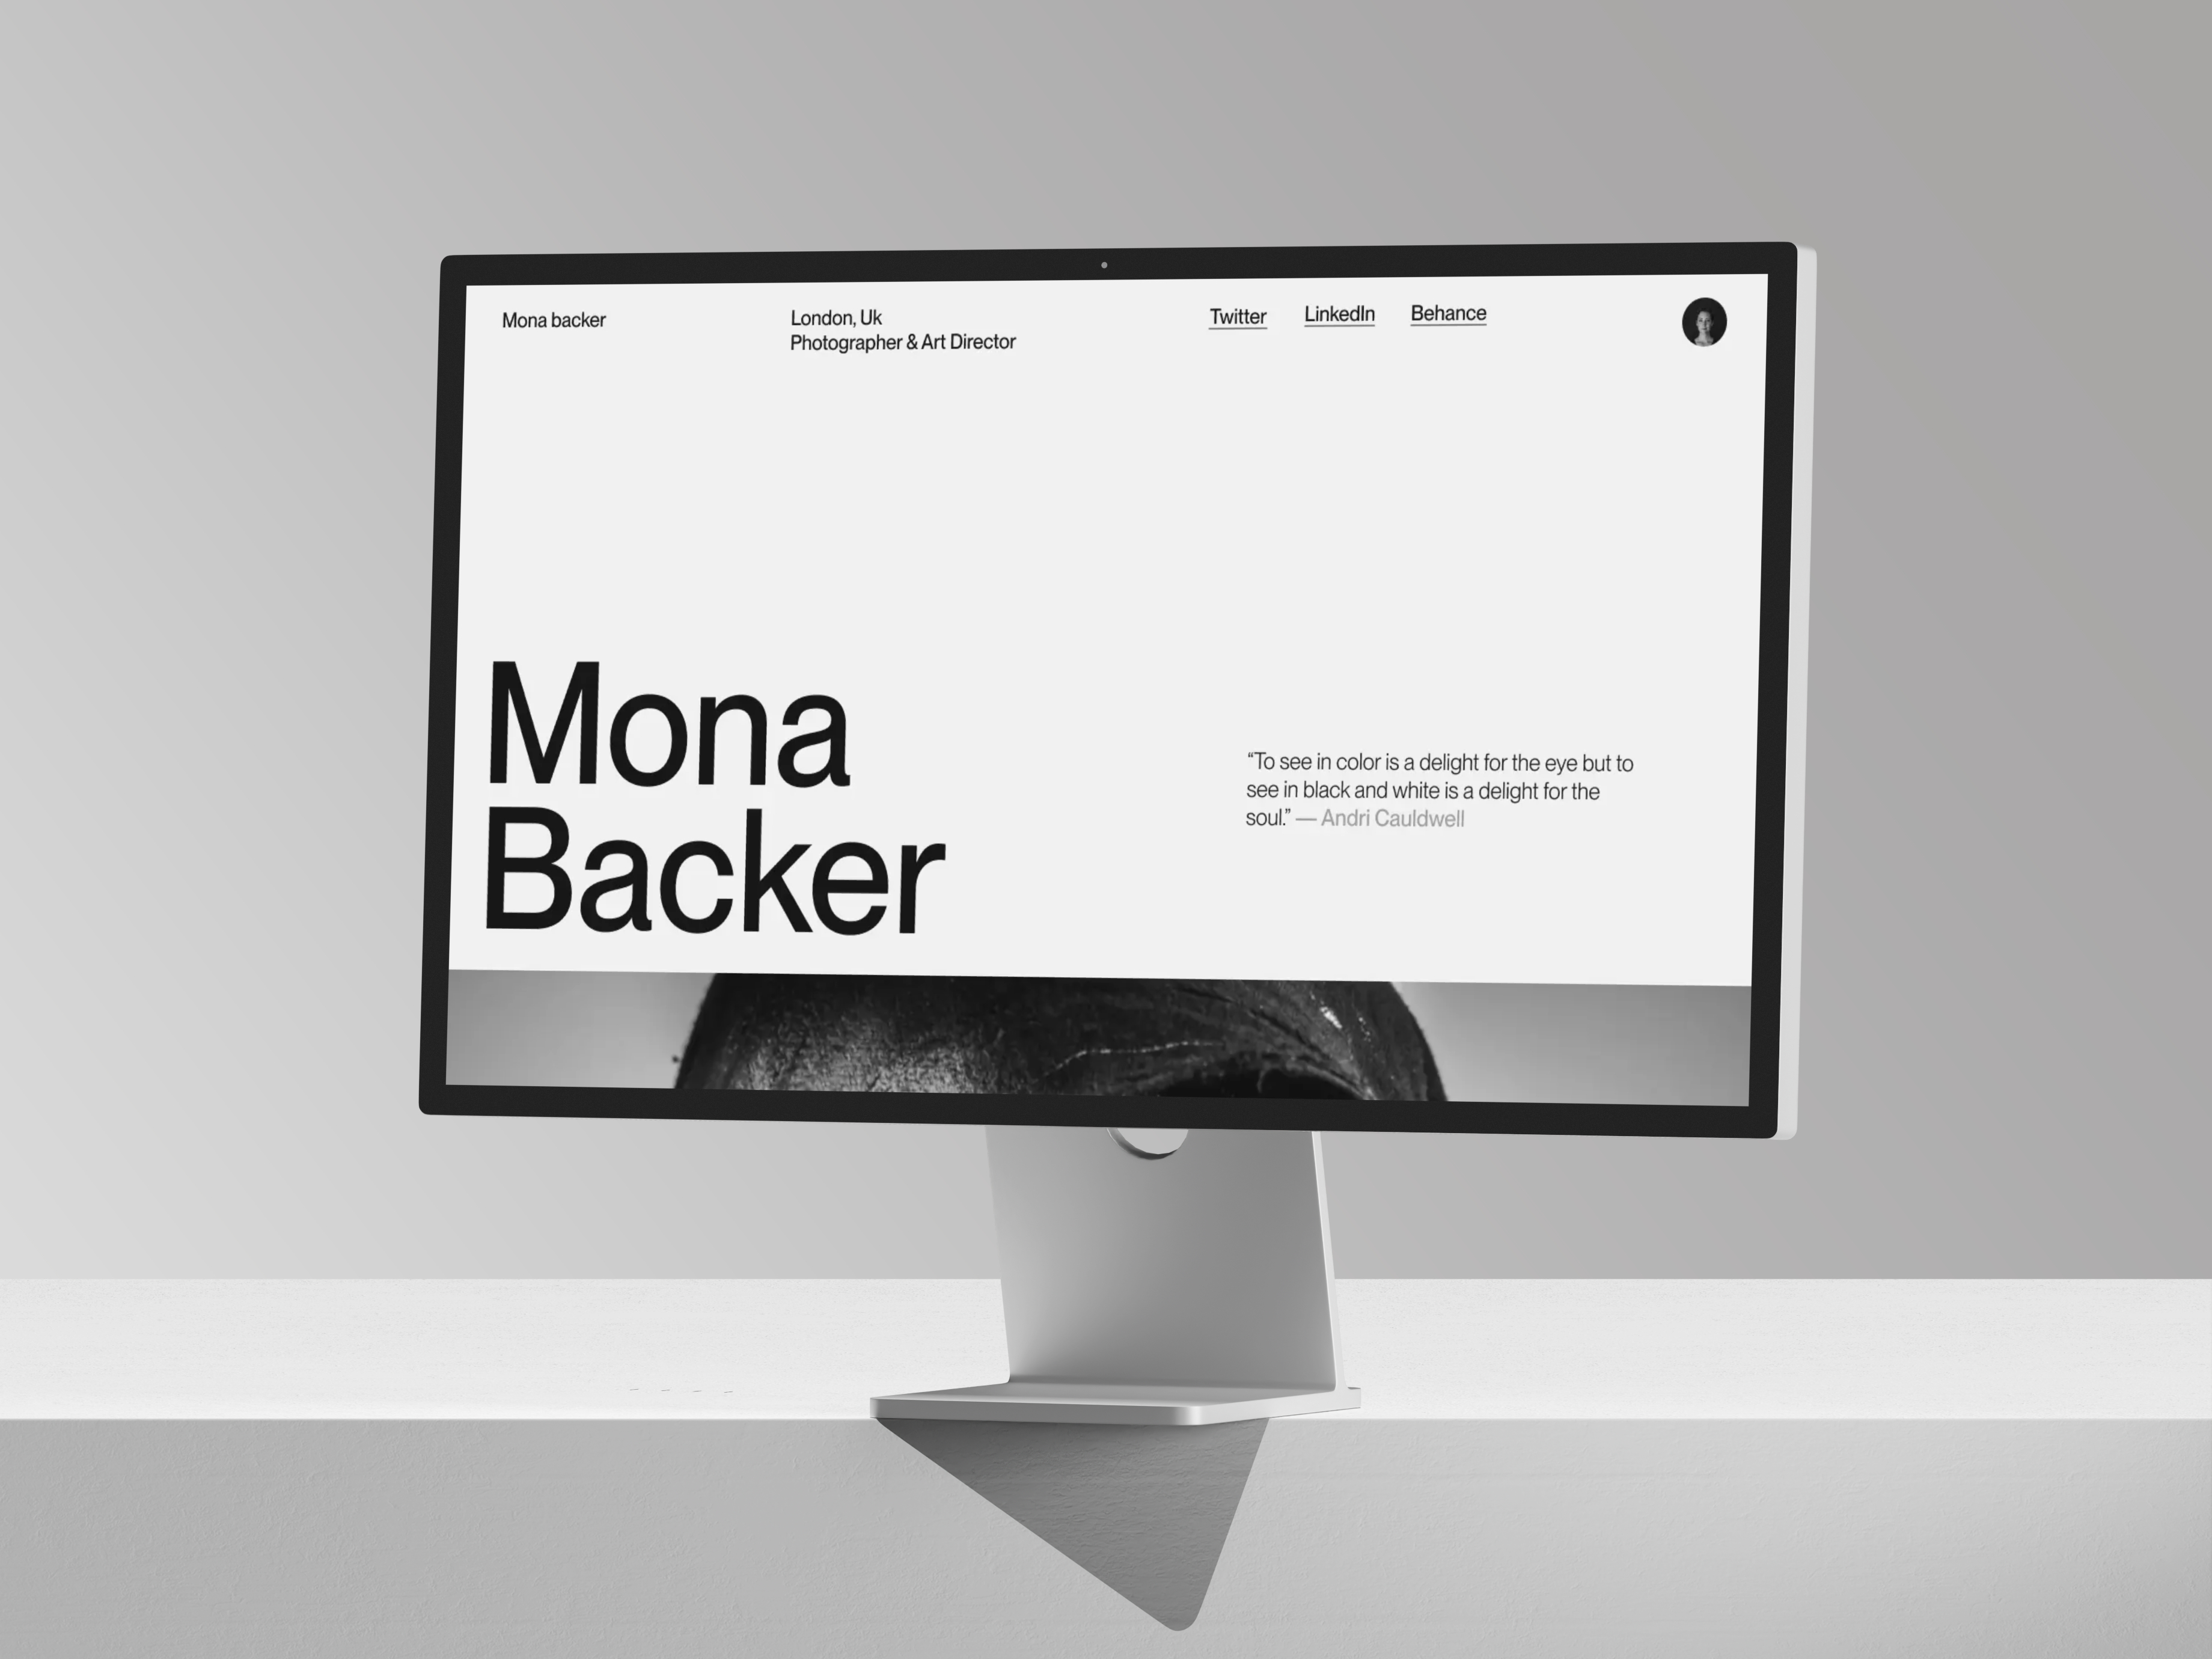 Mona backer
London, Uk
Photographer & Art Director
Twitter LinkedIn Behance
Mona
Backer
“To see in color is a delight for the eye but to
see in black and white is a delight for the
soul.” — Andri Cauldwell